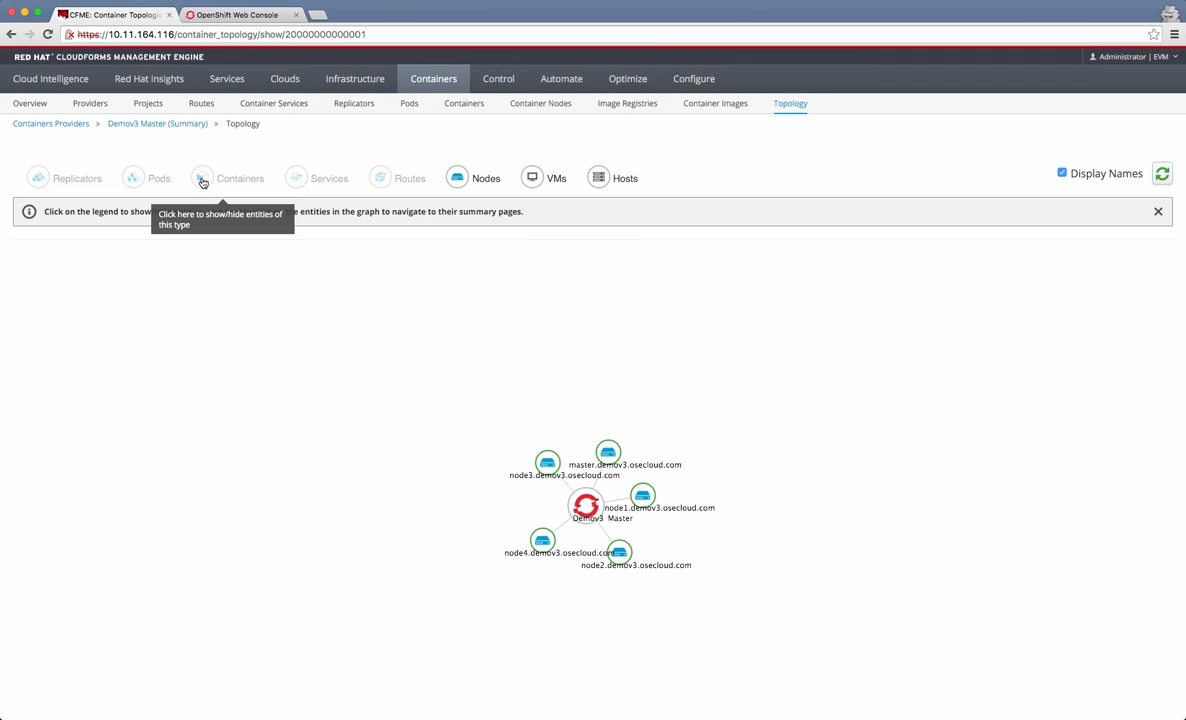 CFME: Container Topologie
OpenShift Web Console
https://10.11.164.116/container_topology/show/20000000000001
RED HAT CLOUDFORMS MANAGEMENT ENGINE
Administrator | EVM
Cloud Intelligence Red Hat Insights Services Clouds Infrastructure Containers Control Automate Optimize Configure
Overview Providers Projects Routes Container Services Replicators Pods Containers Container Nodes Image Registries Container Images Topology
Containers Providers » Demov3 Master (Summary) » Topology
Replicators Pods Containers Services Routes Nodes VMs Hosts Display Names
Click on the legend to show the entities in the graph to navigate to their summary pages.
Click here to show/hide entities of
this type
master.demov3.osecloud.com
node3.demov3.osecloud.com
node1.demov3.osecloud.com
Demov3 Master
node4.demov3.osecloud.com
node2.demov3.osecloud.com